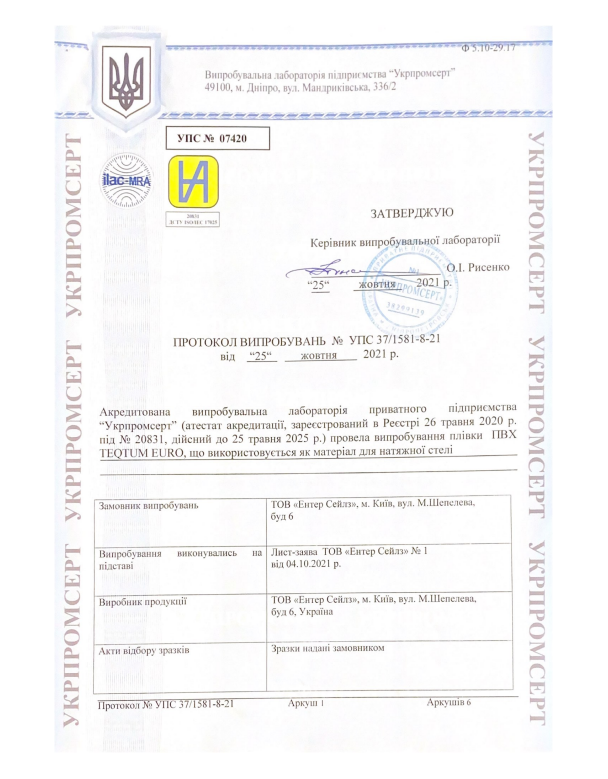 Ф 5.10-29.17
Випробувальна лабораторія підприємства “Укрпромсерт”
49100, м. Дніпро, вул. Мандриківська, 336/2
УПС № 07420
ilac-MRA
20831
ДСТУ ISO/IEC 17025
ЗАТВЕРДЖУЮ
Керівник випробувальної лабораторії
О.І. Рисенко
“25“ жовтня 2021 р.
ПРОТОКОЛ ВИПРОБУВАНЬ № УПС 37/1581-8-21
від “25“ жовтня 2021 р.
Акредитована випробувальна лабораторія приватного підприємства
“Укрпромсерт” (атестат акредитації, зареєстрований в Реєстрі 26 травня 2020 р.
під № 20831, дійсний до 25 травня 2025 р.) провела випробування плівки ПВХ
TEQTUM EURO, що використовується як матеріал для натяжної стелі
Замовник випробувань
ТОВ «Ентер Сейлз», м. Київ, вул. М.Шепелева,
буд 6
Випробування виконувались на
підставі
Лист-заява ТОВ «Ентер Сейлз» № 1
від 04.10.2021 р.
Виробник продукції
ТОВ «Ентер Сейлз», м. Київ, вул. М.Шепелева,
буд 6, Україна
Акти відбору зразків
Зразки надані замовником
Протокол № УПС 37/1581-8-21 Аркуш 1 Аркушів 6
УКРПРОМСЕРТ УКРПРОМСЕРТ УКРПРОМСЕРТ
УКРПРОМСЕРТ УКРПРОМСЕРТ УКРПРОМСЕРТ